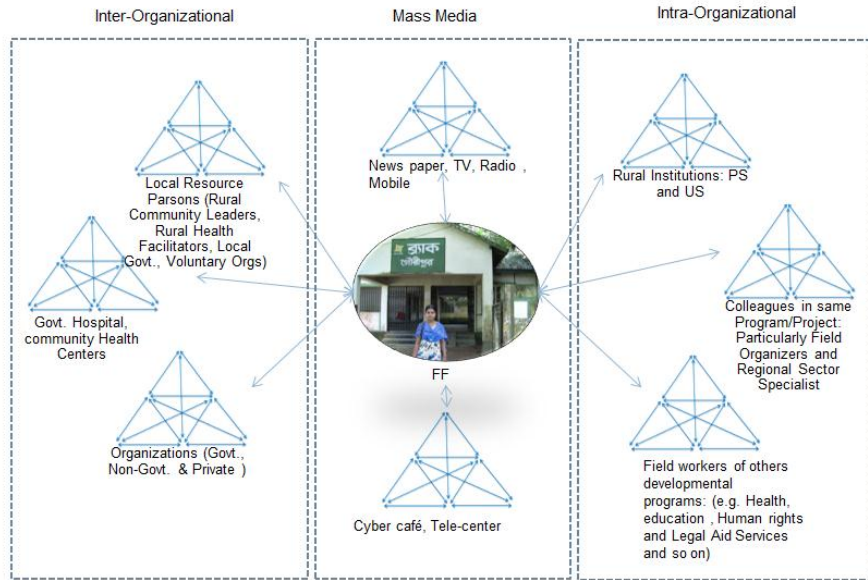 Inter-Organizational
Mass Media
Intra-Organizational
Local Resource
Parsons (Rural
Community Leaders,
Rural Health
Facilitators, Local
Govt., Voluntary Orgs)
Govt. Hospital,
community Health
Centers
Organizations (Govt.,
Non-Govt. & Private )
News paper, TV, Radio ,
Mobile
ব্র্যাক
গৌরীপুর
FF
Cyber café, Tele-center
Rural Institutions: PS
and US
Colleagues in same
Program/Project:
Particularly Field
Organizers and
Regional Sector
Specialist
Field workers of others
developmental
programs: (e.g. Health,
education , Human rights
and Legal Aid Services
and so on)